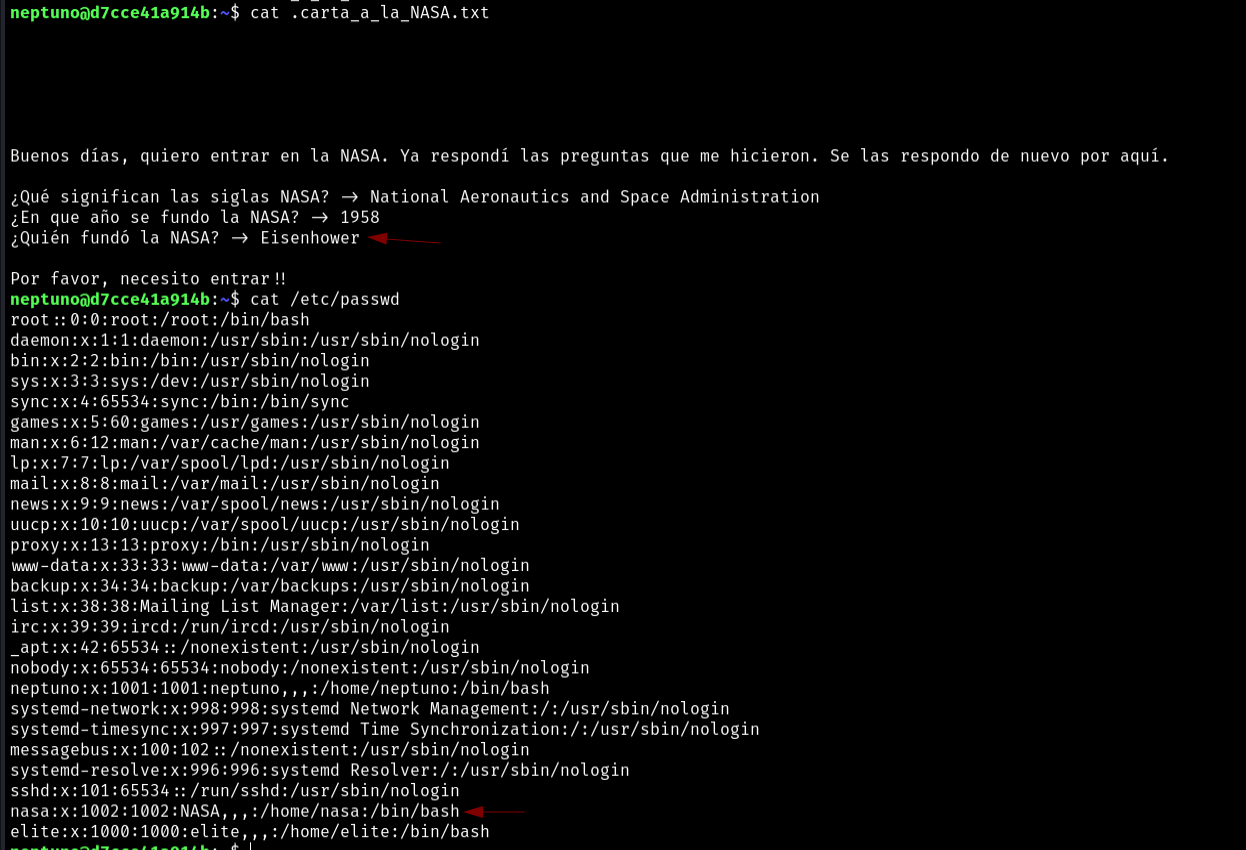 neptuno@d7cce41a914b:~$ cat .carta_a_la_NASA.txt
Buenos días, quiero entrar en la NASA. Ya respondí las preguntas que me hicieron. Se las respondo de nuevo por aquí.
¿Qué significan las siglas NASA? -> National Aeronautics and Space Administration
¿En que año se fundo la NASA? -> 1958
¿Quién fundó la NASA? -> Eisenhower
Por favor, necesito entrar!!
neptuno@d7cce41a914b:~$ cat /etc/passwd
root::0:0:root:/root:/bin/bash
daemon:x:1:1:daemon:/usr/sbin:/usr/sbin/nologin
bin:x:2:2:bin:/bin:/usr/sbin/nologin
sys:x:3:3:sys:/dev:/usr/sbin/nologin
sync:x:4:65534:sync:/bin:/bin/sync
games:x:5:60:games:/usr/games:/usr/sbin/nologin
man:x:6:12:man:/var/cache/man:/usr/sbin/nologin
lp:x:7:7:lp:/var/spool/lpd:/usr/sbin/nologin
mail:x:8:8:mail:/var/mail:/usr/sbin/nologin
news:x:9:9:news:/var/spool/news:/usr/sbin/nologin
uucp:x:10:10:uucp:/var/spool/uucp:/usr/sbin/nologin
proxy:x:13:13:proxy:/bin:/usr/sbin/nologin
www-data:x:33:33:www-data:/var/www:/usr/sbin/nologin
backup:x:34:34:backup:/var/backups:/usr/sbin/nologin
list:x:38:38:Mailing List Manager:/var/list:/usr/sbin/nologin
irc:x:39:39:ircd:/run/ircd:/usr/sbin/nologin
_apt:x:42:65534::/nonexistent:/usr/sbin/nologin
nobody:x:65534:65534:nobody:/nonexistent:/usr/sbin/nologin
neptuno:x:1001:1001:neptuno,,,:/home/neptuno:/bin/bash
systemd-network:x:998:998:systemd Network Management:/:/usr/sbin/nologin
systemd-timesync:x:997:997:systemd Time Synchronization:/:/usr/sbin/nologin
messagebus:x:100:102::/nonexistent:/usr/sbin/nologin
systemd-resolve:x:996:996:systemd Resolver:/:/usr/sbin/nologin
sshd:x:101:65534::/run/sshd:/usr/sbin/nologin
nasa:x:1002:1002:NASA,,,:/home/nasa:/bin/bash
elite:x:1000:1000:elite,,,:/home/elite:/bin/bash
neptuno@d7cce41a914b:~$